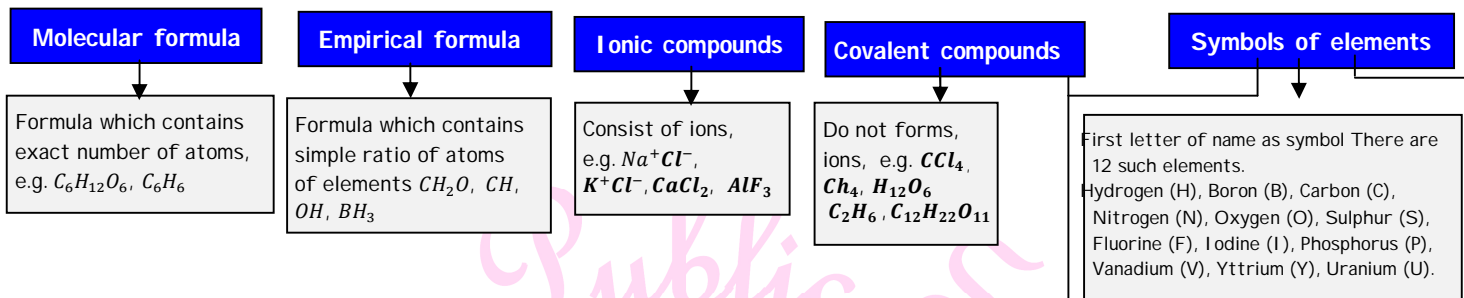 Molecular formula
Formula which contains
exact number of atoms,
e.g. C₆H₁₂O₆, C₆H₆
Empirical formula
Formula which contains
simple ratio of atoms
of elements CH₂O, CH,
OH, BH₃
Ionic compounds
Consist of ions,
e.g. Na⁺Cl⁻,
K⁺Cl⁻, CaCl₂, AlF₃
Covalent compounds
Do not forms,
ions, e.g. CCl₄,
Ch₄, H₁₂O₆
C₂H₆, C₁₂H₂₂O₁₁
Symbols of elements
First letter of name as symbol There are
12 such elements.
Hydrogen (H), Boron (B), Carbon (C),
Nitrogen (N), Oxygen (O), Sulphur (S),
Fluorine (F), Iodine (I), Phosphorus (P),
Vanadium (V), Yttrium (Y), Uranium (U).